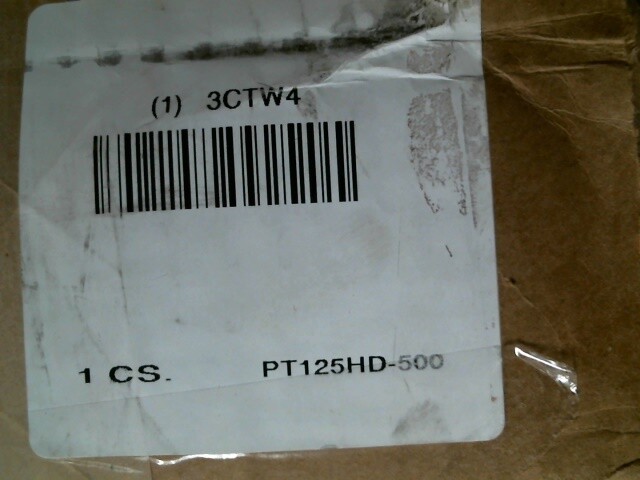 (1) 3CTW4
1 CS. PT125HD-500